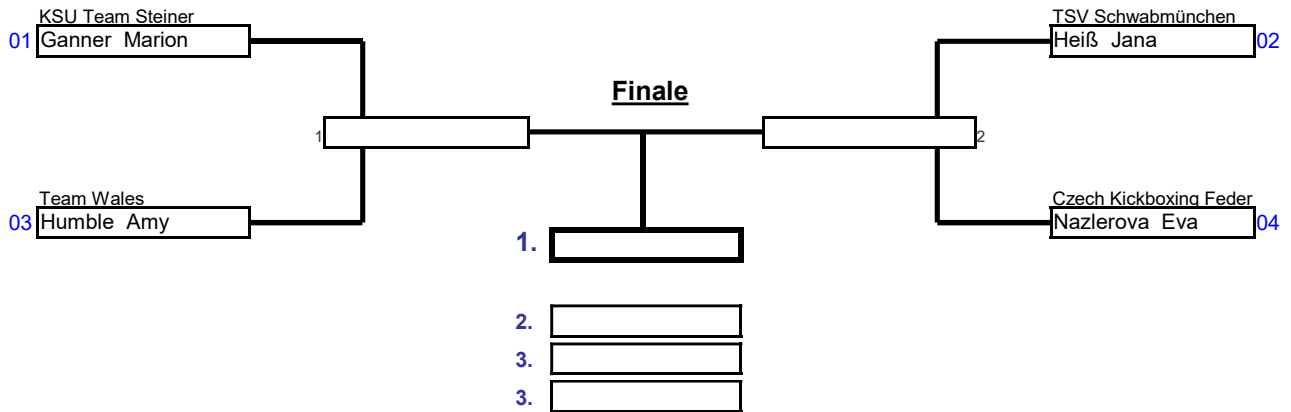 KSU Team Steiner
TSV Schwabmünchen
01 Ganner Marion
Heiß Jana 02
Finale
1
2
Team Wales
Czech Kickboxing Feder
03 Humble Amy
Nazlerova Eva 04
1.
2.
3.
3.